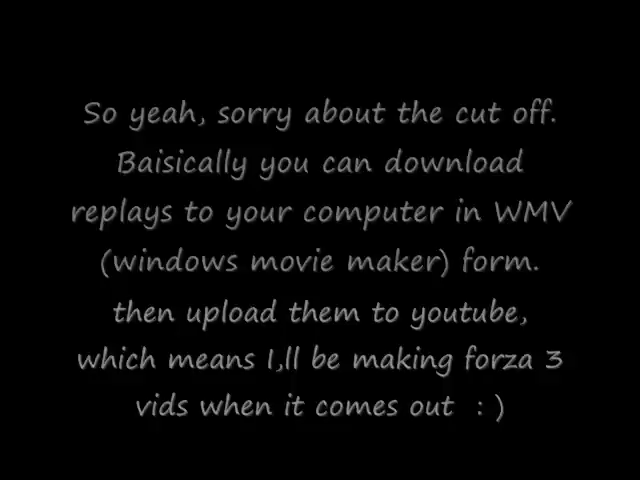 So yeah, sorry about the cut off.
Baisically you can download
replays to your computer in WMV
(windows movie maker) form.
then upload them to youtube,
which means I,ll be making forza 3
vids when it comes out  : )